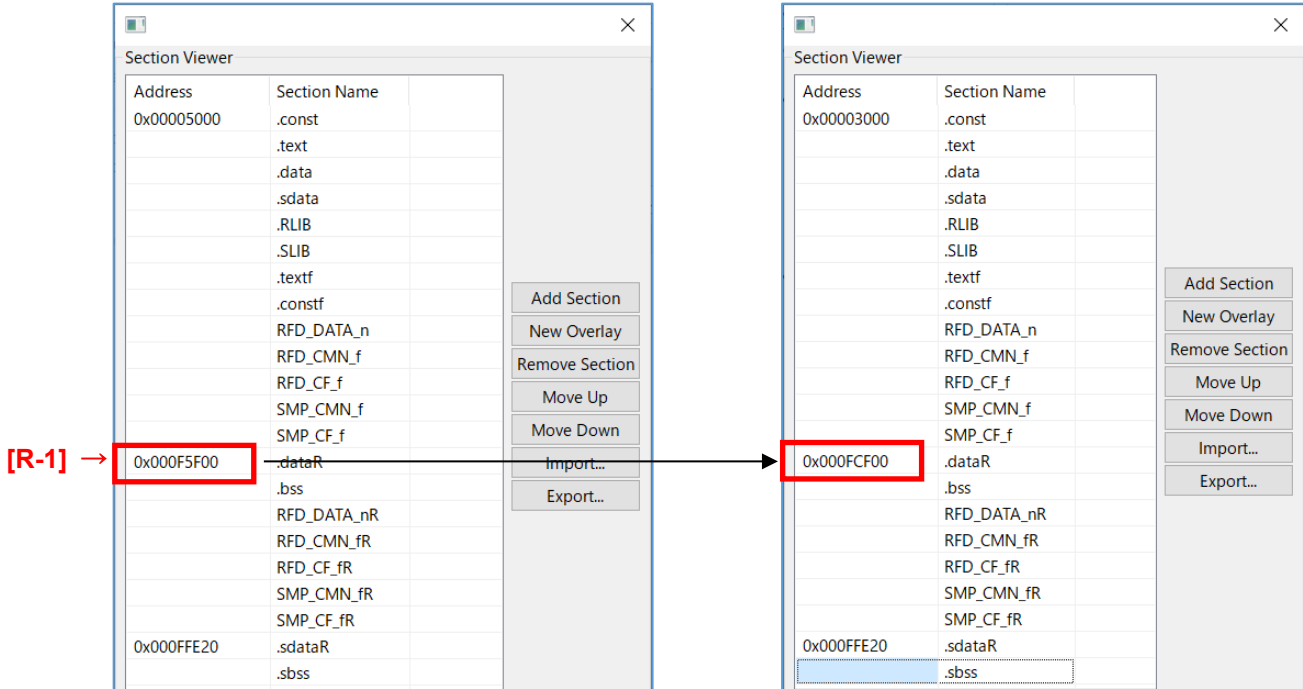 Section Viewer
Address Section Name
0x00005000 .const
.text
.data
.sdata
.RLIB
.SLIB
.textf
.constf
RFD_DATA_n
RFD_CMN_f
RFD_CF_f
SMP_CMN_f
SMP_CF_f
[R-1] → 0x000F5F00 .dataR
.bss
RFD_DATA_nR
RFD_CMN_fR
RFD_CF_fR
SMP_CMN_fR
SMP_CF_fR
0x000FFE20 .sdataR
.sbss
Add Section
New Overlay
Remove Section
Move Up
Move Down
Import...
Export...
Section Viewer
Address Section Name
0x00003000 .const
.text
.data
.sdata
.RLIB
.SLIB
.textf
.constf
RFD_DATA_n
RFD_CMN_f
RFD_CF_f
SMP_CMN_f
SMP_CF_f
0x000FCF00 .dataR
.bss
RFD_DATA_nR
RFD_CMN_fR
RFD_CF_fR
SMP_CMN_fR
SMP_CF_fR
0x000FFE20 .sdataR
.sbss
Add Section
New Overlay
Remove Section
Move Up
Move Down
Import...
Export...